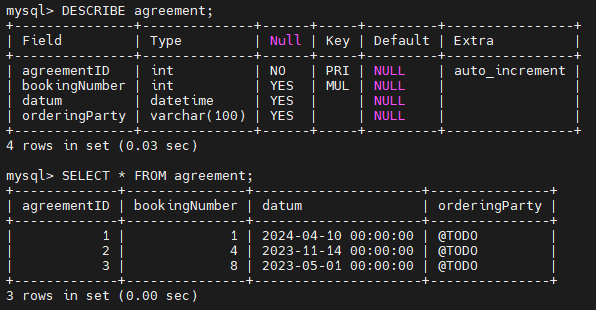 mysql> DESCRIBE agreement;
+---------------+--------------+------+-----+---------+----------------+
| Field         | Type         | Null | Key | Default | Extra          |
+---------------+--------------+------+-----+---------+----------------+
| agreementID   | int          | NO   | PRI | NULL    | auto_increment |
| bookingNumber | int          | YES  | MUL | NULL    |                |
| datum         | datetime     | YES  |     | NULL    |                |
| orderingParty | varchar(100) | YES  |     | NULL    |                |
+---------------+--------------+------+-----+---------+----------------+
4 rows in set (0.03 sec)
mysql> SELECT * FROM agreement;
+-------------+---------------+---------------------+---------------+
| agreementID | bookingNumber | datum               | orderingParty |
+-------------+---------------+---------------------+---------------+
|           1 |             1 | 2024-04-10 00:00:00 | @TODO         |
|           2 |             4 | 2023-11-14 00:00:00 | @TODO         |
|           3 |             8 | 2023-05-01 00:00:00 | @TODO         |
+-------------+---------------+---------------------+---------------+
3 rows in set (0.00 sec)